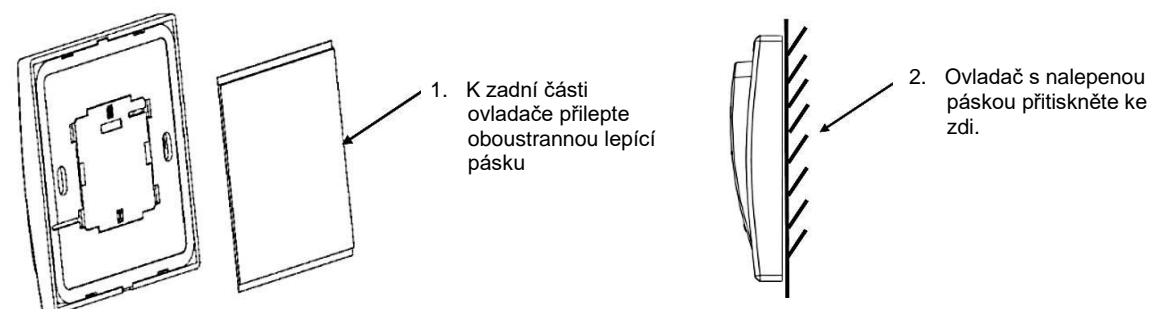 1. K zadní části
ovladače přilepte
oboustrannou lepící
pásku
2. Ovladač s nalepenou
páskou přitiskněte ke
zdi.